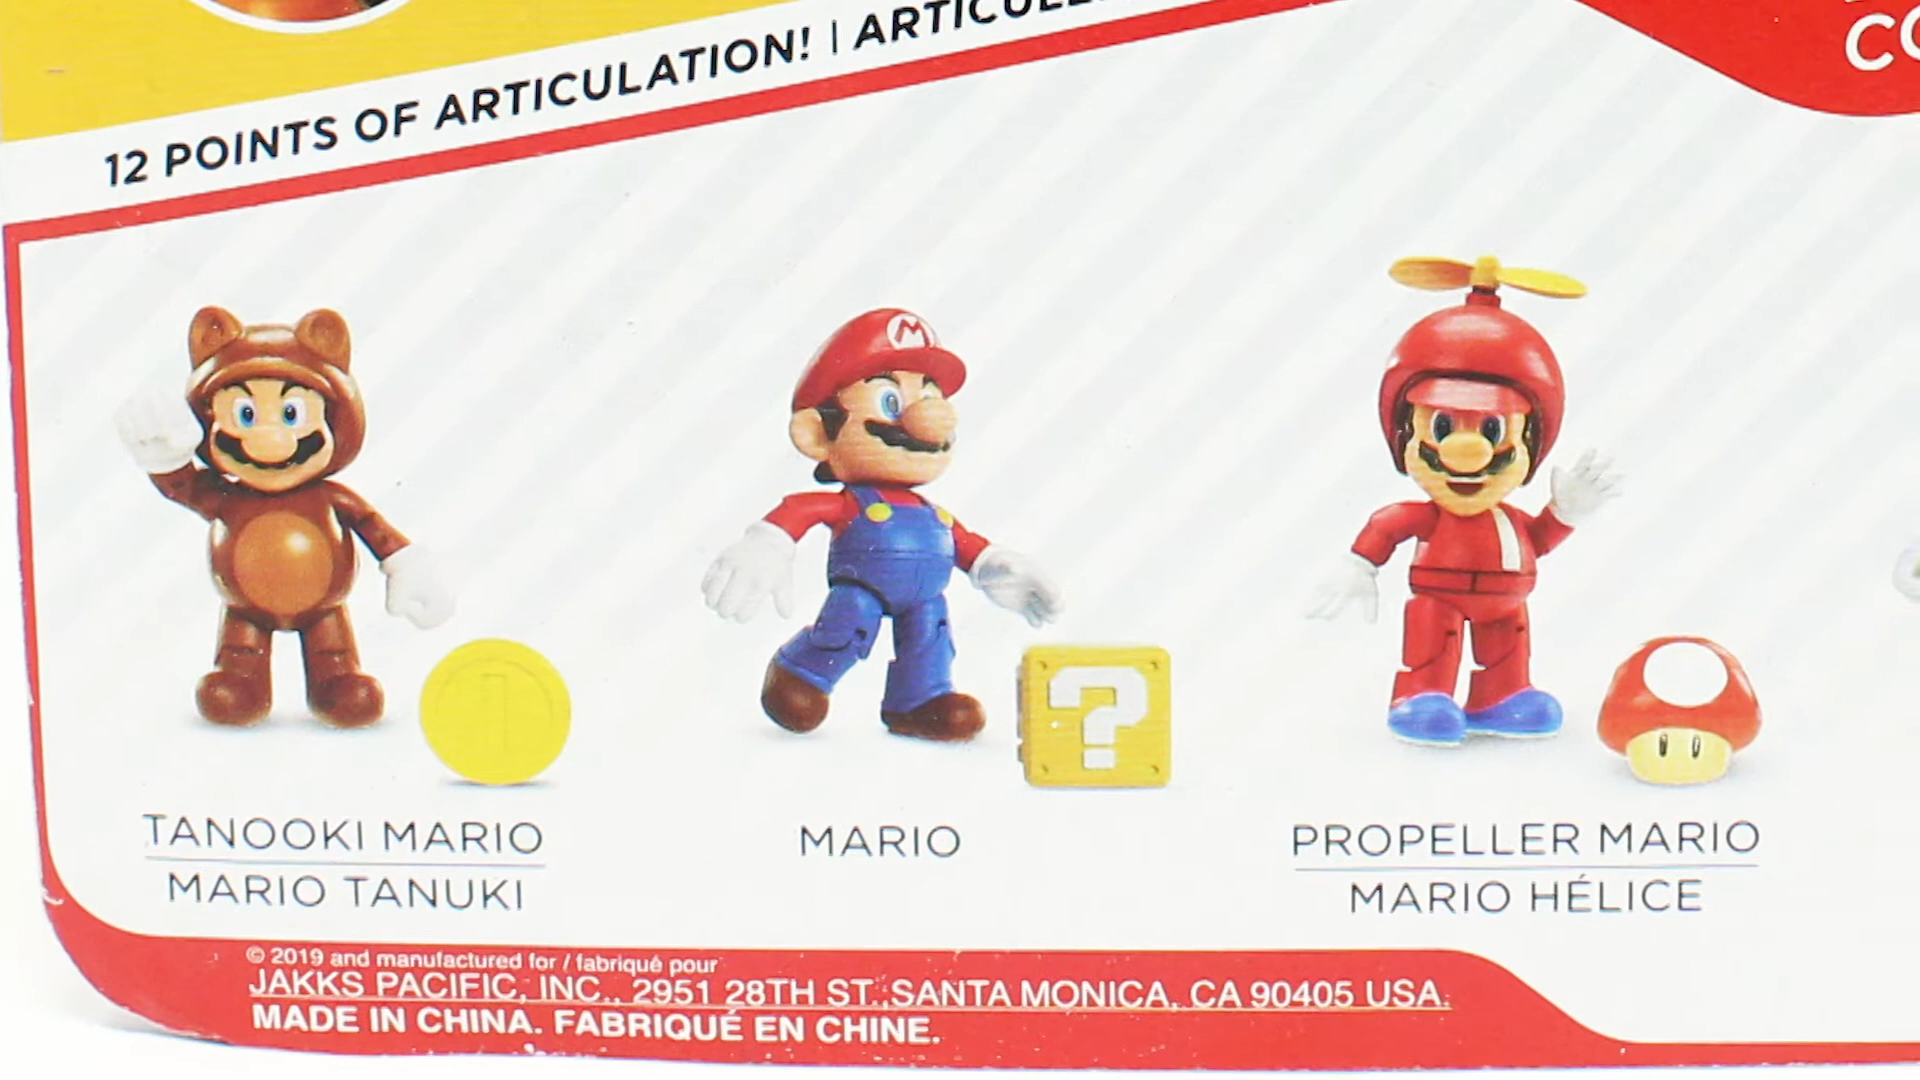 12 POINTS OF ARTICULATION! |
M
?
1
TANOOKI MARIO
MARIO TANUKI
MARIO
PROPELLER MARIO
MARIO HÉLICE
© 2019 and manufactured for / fabriqué pour
JAKKS PACIFIC, INC., 2951 28TH ST., SANTA MONICA, CA 90405 USA.
MADE IN CHINA. FABRIQUÉ EN CHINE.